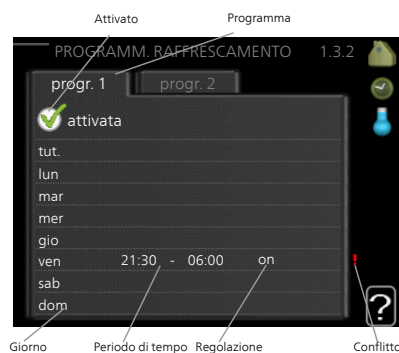 Attivato Programma
PROGRAMM. RAFFRESCAMENTO 1.3.2
progr. 1 progr. 2
attivata
tut.
lun
mar
mer
gio
ven 21:30 - 06:00 on !
sab
dom
?
Giorno Periodo di tempo Regolazione Conflitto